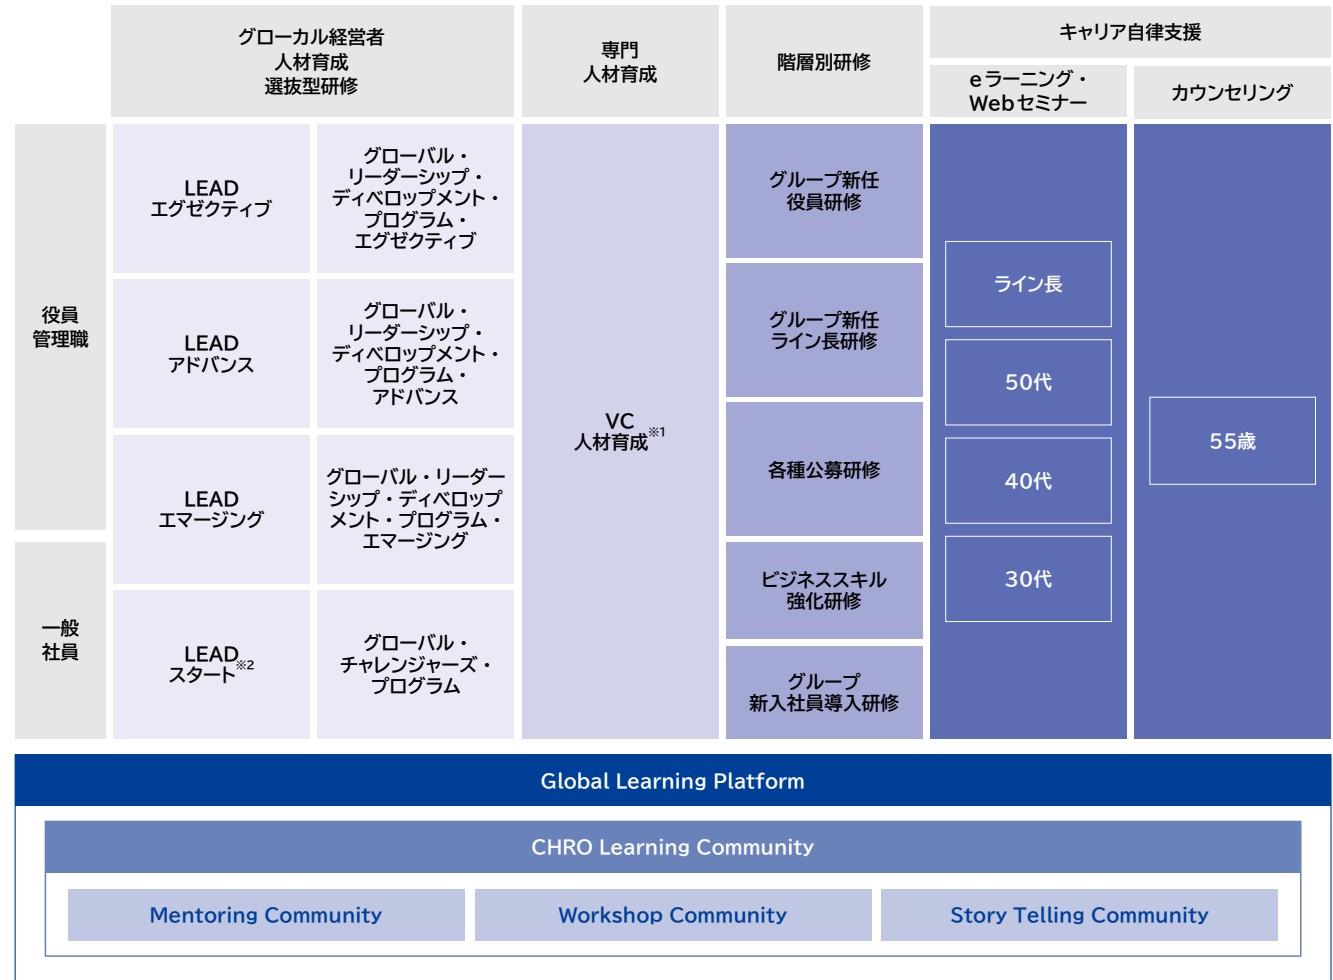 グローカル経営者
人材育成
選抜型研修
専門
人材育成
階層別研修
キャリア自律支援
eラーニング・
Webセミナー
カウンセリング
役員
管理職
LEAD
エグゼクティブ
グローバル・
リーダーシップ・
ディベロップメント・
プログラム・
エグゼクティブ
LEAD
アドバンス
グローバル・
リーダーシップ・
ディベロップメント・
プログラム・
アドバンス
LEAD
エマージング
グローバル・リーダー
シップ・ディベロップ
メント・プログラム・
エマージング
一般
社員
LEAD
スタート※2
グローバル・
チャレンジャーズ・
プログラム
VC
人材育成※1
グループ新任
役員研修
グループ新任
ライン長研修
各種公募研修
ビジネススキル
強化研修
グループ
新入社員導入研修
ライン長
50代
40代
30代
55歳
Global Learning Platform
CHRO Learning Community
Mentoring Community
Workshop Community
Story Telling Community